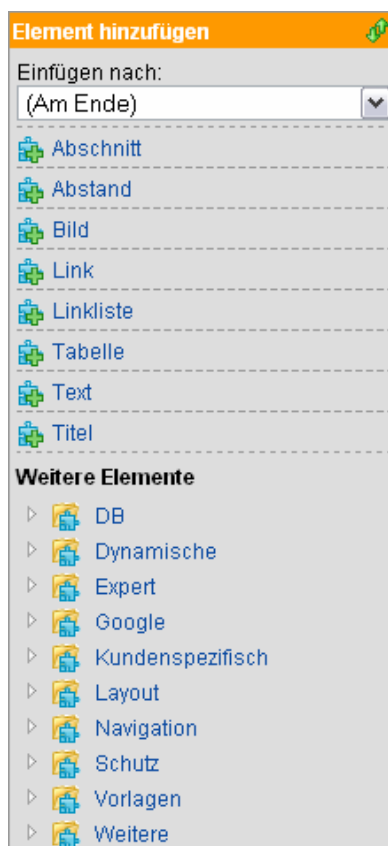 Element hinzufügen
Einfügen nach:
(Am Ende)
Abschnitt
Abstand
Bild
Link
Linkliste
Tabelle
Text
Titel
Weitere Elemente
DB
Dynamische
Expert
Google
Kundenspezifisch
Layout
Navigation
Schutz
Vorlagen
Weitere